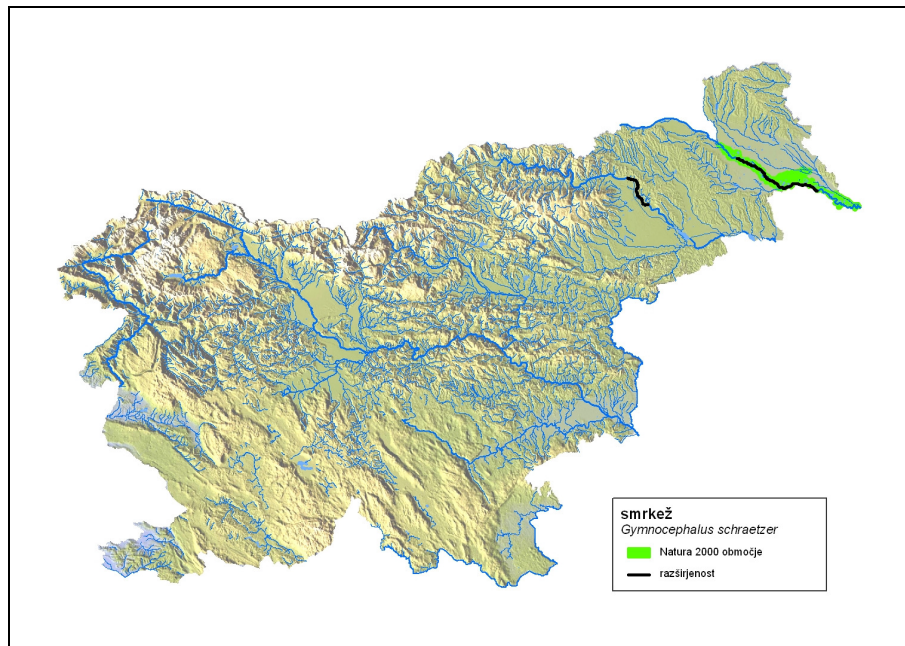 smrkež
Gymnocephalus schraetzer
Natura 2000 območje
razširjenost